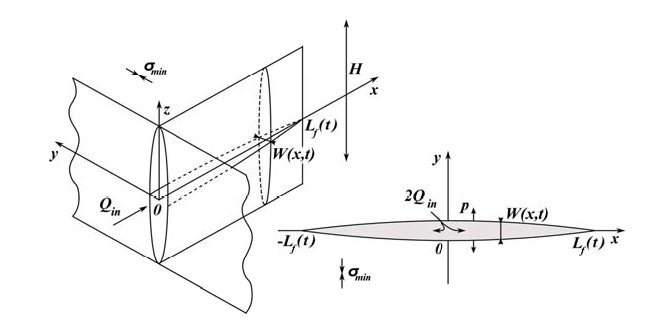 σmin
H
z
x
Lf(t)
y
W(x,t)
Qin
0
y
2Qin
p
W(x,t)
-Lf(t)
0
Lf(t)
x
σmin